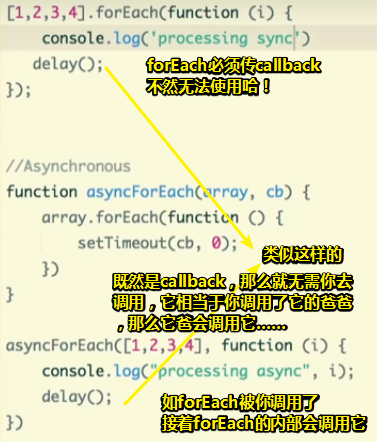 [1,2,3,4].forEach(function (i) {
console.log('processing sync')
delay();
forEach必须传callback
不然无法使用哈！
});
//Asynchronous
function asyncForEach(array, cb) {
array.forEach(function () {
setTimeout(cb, 0);
类似这样的
})
既然是callback，那么就无需你去
调用，它相当于你调用了它的爸爸
，那么它爸会调用它......
}
asyncForEach([1,2,3,4], function (i) {
console.log("processing async", i);
delay();
如forEach被你调用了
接着forEach的内部会调用它
})